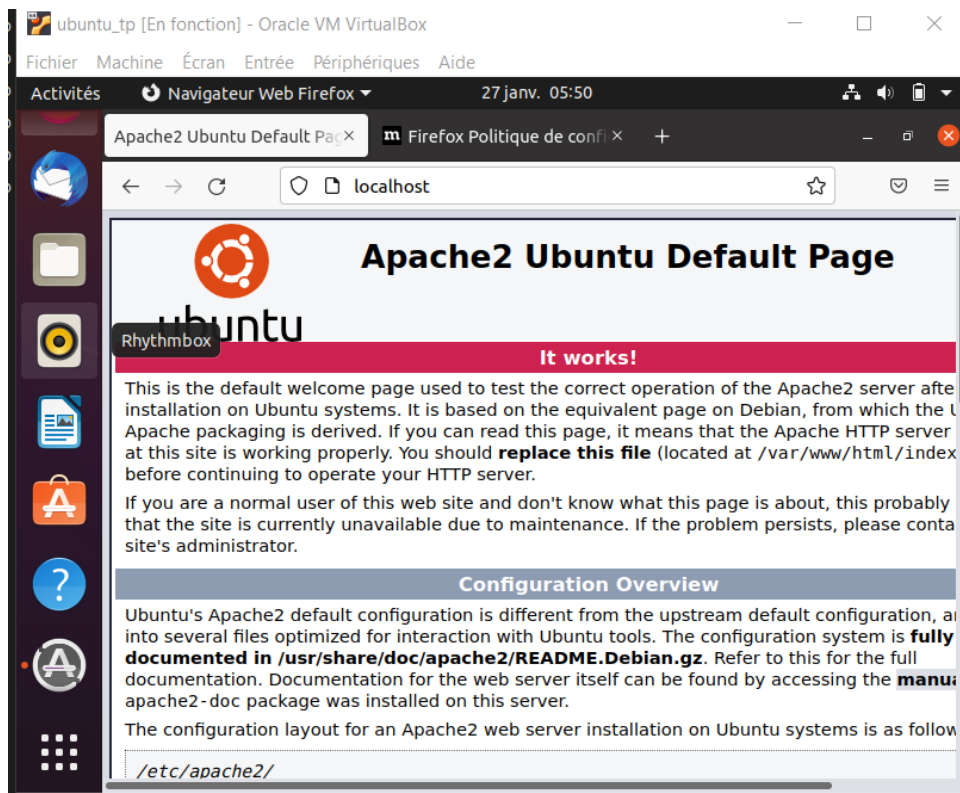 ubuntu_tp [En fonction] - Oracle VM VirtualBox
Fichier Machine Écran Entrée Périphériques Aide
Activités Navigateur Web Firefox 27 janv. 05:50
Apache2 Ubuntu Default Pag × m Firefox Politique de confi × +
localhost
ubuntu
Apache2 Ubuntu Default Page
Rhythmbox
It works!
This is the default welcome page used to test the correct operation of the Apache2 server afte
installation on Ubuntu systems. It is based on the equivalent page on Debian, from which the U
Apache packaging is derived. If you can read this page, it means that the Apache HTTP server
at this site is working properly. You should replace this file (located at /var/www/html/index
before continuing to operate your HTTP server.
If you are a normal user of this web site and don't know what this page is about, this probably
that the site is currently unavailable due to maintenance. If the problem persists, please conta
site's administrator.
Configuration Overview
Ubuntu's Apache2 default configuration is different from the upstream default configuration, a
into several files optimized for interaction with Ubuntu tools. The configuration system is fully
documented in /usr/share/doc/apache2/README.Debian.gz. Refer to this for the full
documentation. Documentation for the web server itself can be found by accessing the manua
apache2-doc package was installed on this server.
The configuration layout for an Apache2 web server installation on Ubuntu systems is as follow
/etc/apache2/